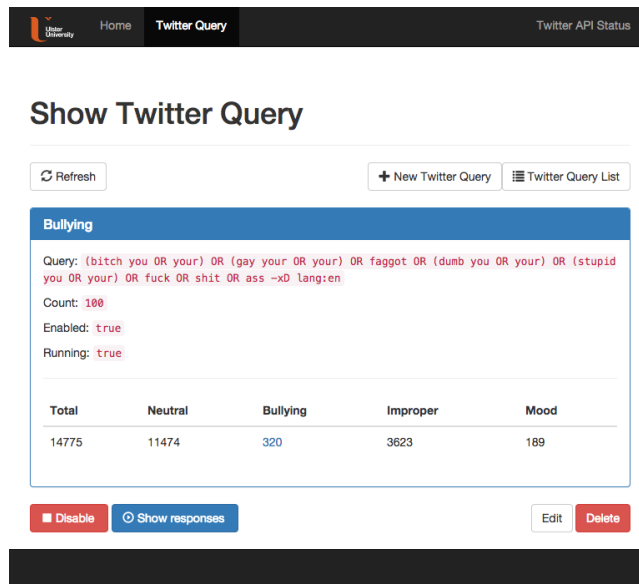 Ulster University
Home
Twitter Query
Twitter API Status
Show Twitter Query
Refresh
New Twitter Query
Twitter Query List
Bullying
Query: (bitch you OR your) OR (gay your OR your) OR faggot OR (dumb you OR your) OR (stupid
you OR your) OR fuck OR shit OR ass -xD lang:en
Count: 100
Enabled: true
Running: true
Total Neutral Bullying Improper Mood
14775 11474 320 3623 189
Disable
Show responses
Edit
Delete